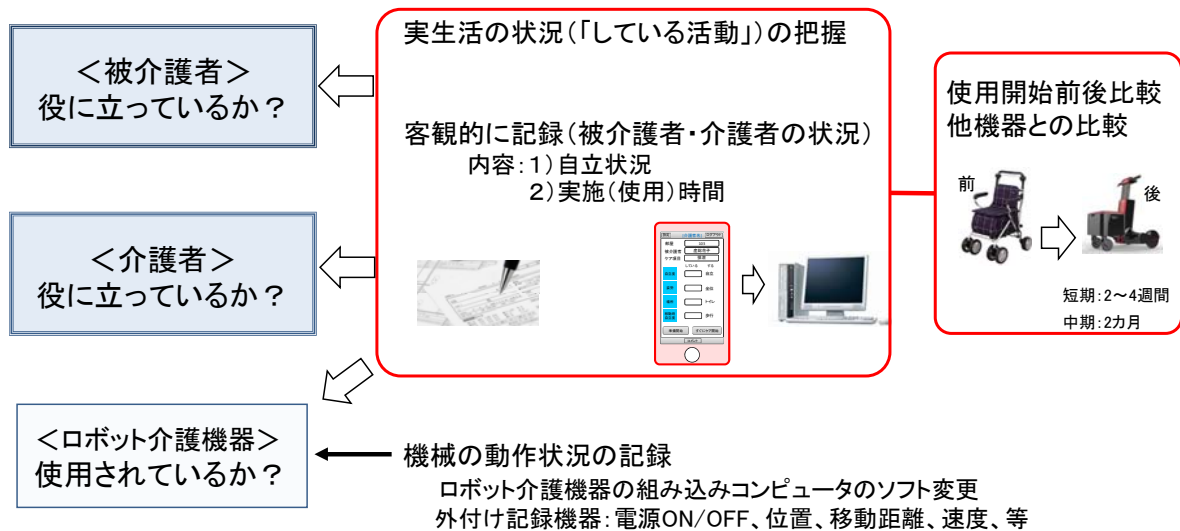 ＜被介護者＞
役に立っているか？
＜介護者＞
役に立っているか？
＜ロボット介護機器＞
使用されているか？
実生活の状況（「している活動」）の把握
客観的に記録（被介護者・介護者の状況）
内容：１）自立状況
２）実施（使用）時間
使用開始前後比較
他機器との比較
前
後
短期：2～4週間
中期：2カ月
機械の動作状況の記録
ロボット介護機器の組み込みコンピュータのソフト変更
外付け記録機器：電源ON/OFF、位置、移動距離、速度、等